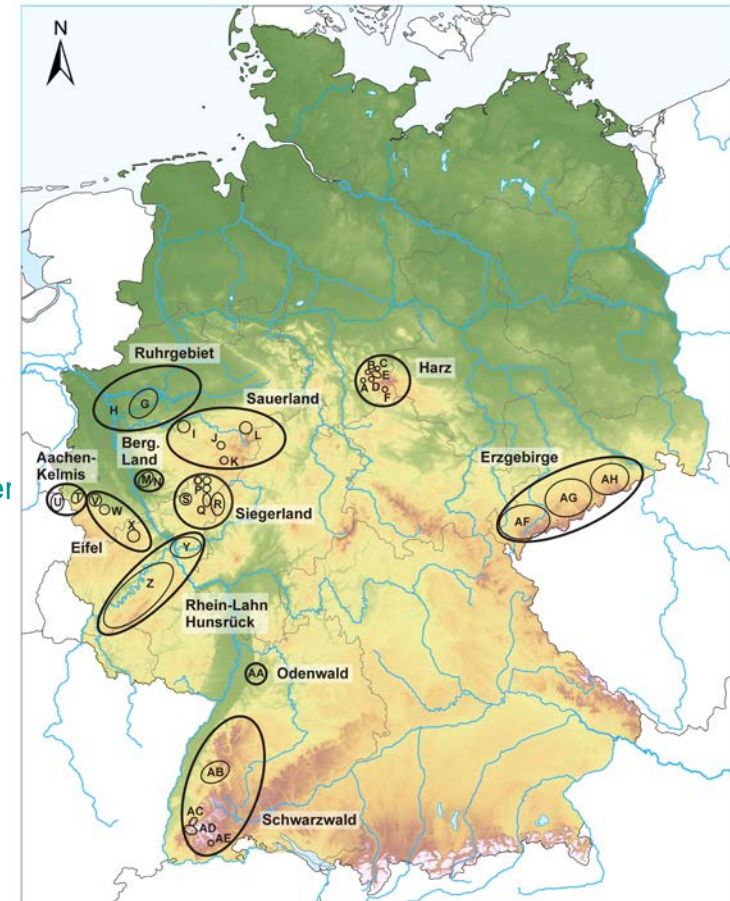 N
Ruhrgebiet
Harz
B
C
E
A
D
F
H
G
Sauerland
I
J
L
K
Berg.
Land
M
N
Aachen-
Kelmis
U
T
V
W
X
Eifel
O
P
S
Q
R
Siegerland
Erzgebirge
AF
AG
AH
er
Y
Z
Rhein-Lahn
Hunsrück
AA
Odenwald
AB
AC
AD
AE
Schwarzwald